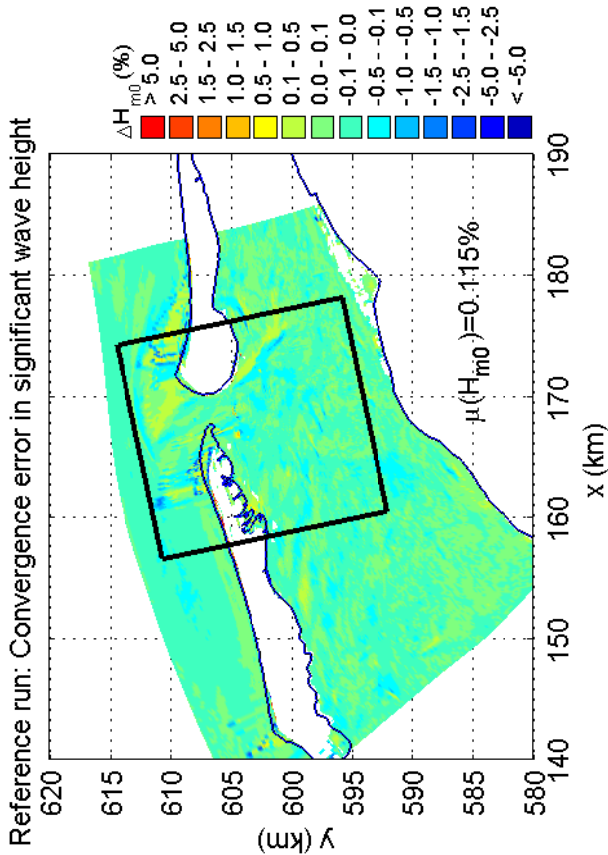 Reference run: Convergence error in significant wave height
620
615
610
605
600
595
590
585
580
140
150
160
170
180
190
y (km)
x (km)
μ(Hm0)=0.115%
ΔHm0(%)
> 5.0
2.5 - 5.0
1.5 - 2.5
1.0 - 1.5
0.5 - 1.0
0.1 - 0.5
0.0 - 0.1
-0.1 - 0.0
-0.5 - -0.1
-1.0 - -0.5
-1.5 - -1.0
-2.5 - -1.5
-5.0 - -2.5
< -5.0